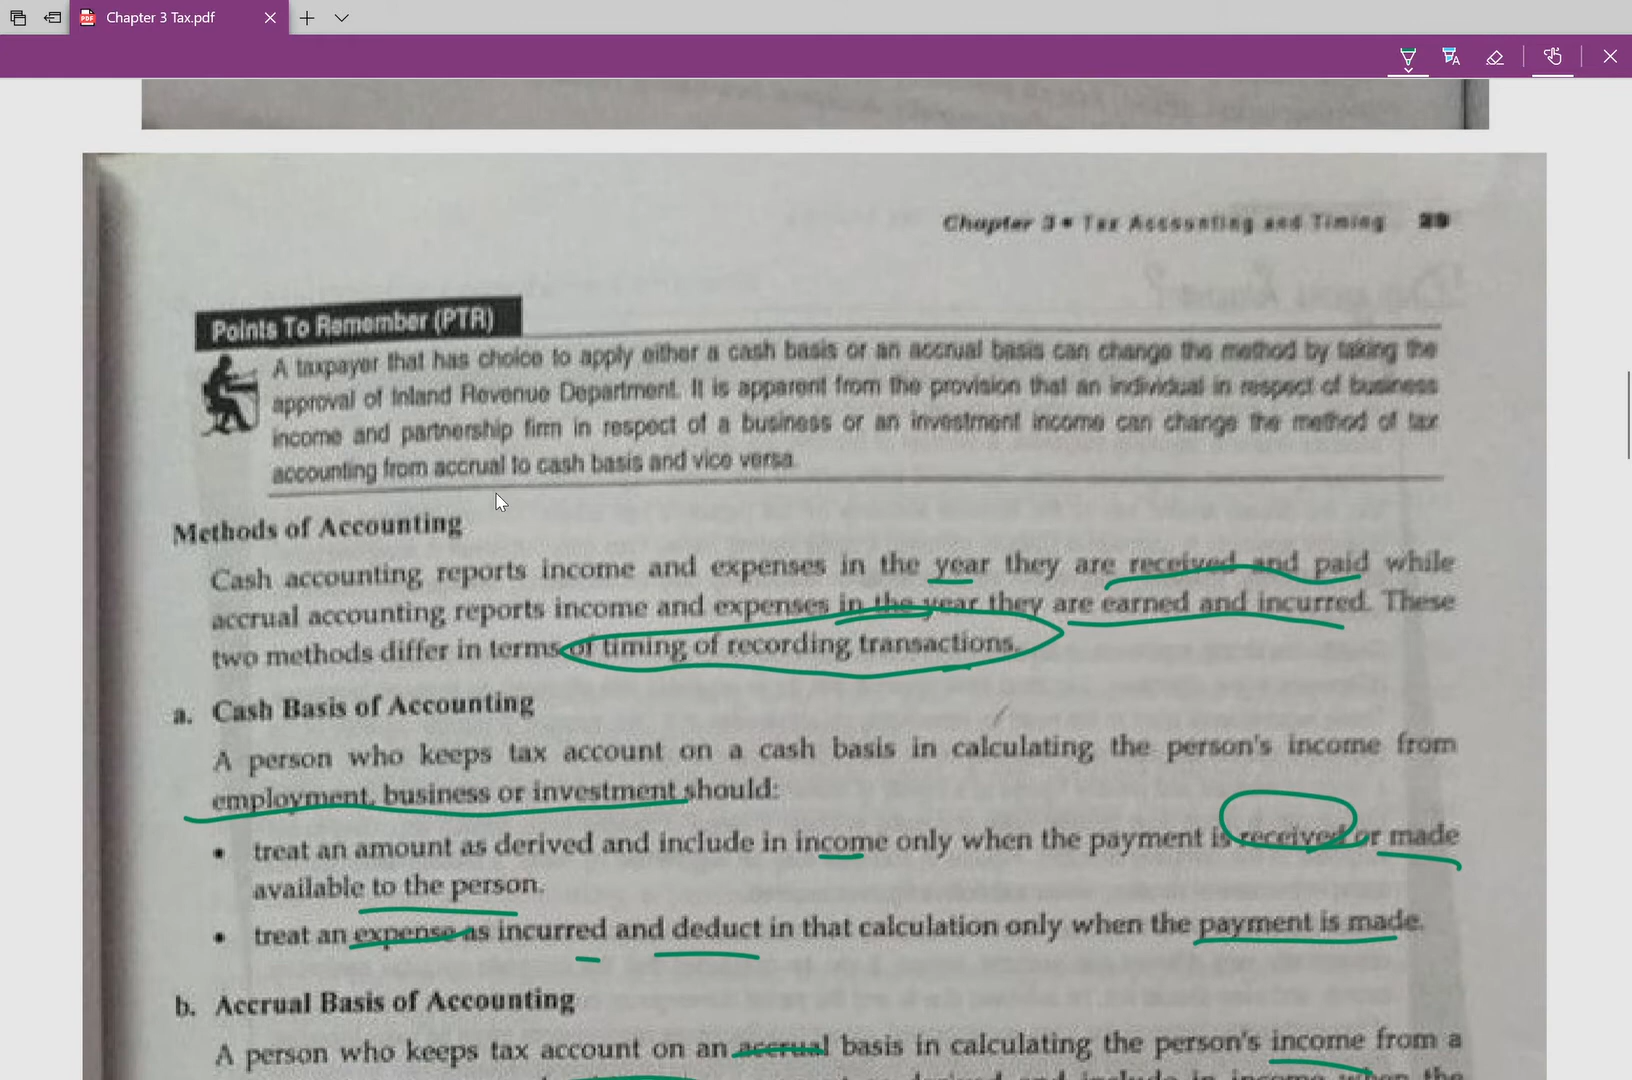 Chapter 3 Tax.pdf
Chapter 3 • Tax Accounting and Timing 29
Points To Remember (PTR)
A taxpayer that has choice to apply either a cash basis or an accrual basis can change the method by taking the
approval of Inland Revenue Department. It is apparent from the provision that an individual in respect of business
income and partnership firm in respect of a business or an investment income can change the method of tax
accounting from accrual to cash basis and vice versa.
Methods of Accounting
Cash accounting reports income and expenses in the year they are received and paid while
accrual accounting reports income and expenses in the year they are earned and incurred. These
two methods differ in terms of timing of recording transactions.
a. Cash Basis of Accounting
A person who keeps tax account on a cash basis in calculating the person's income from
employment, business or investment should:
• treat an amount as derived and include in income only when the payment is received or made
available to the person.
• treat an expense as incurred and deduct in that calculation only when the payment is made.
b. Accrual Basis of Accounting
A person who keeps tax account on an accrual basis in calculating the person's income from a